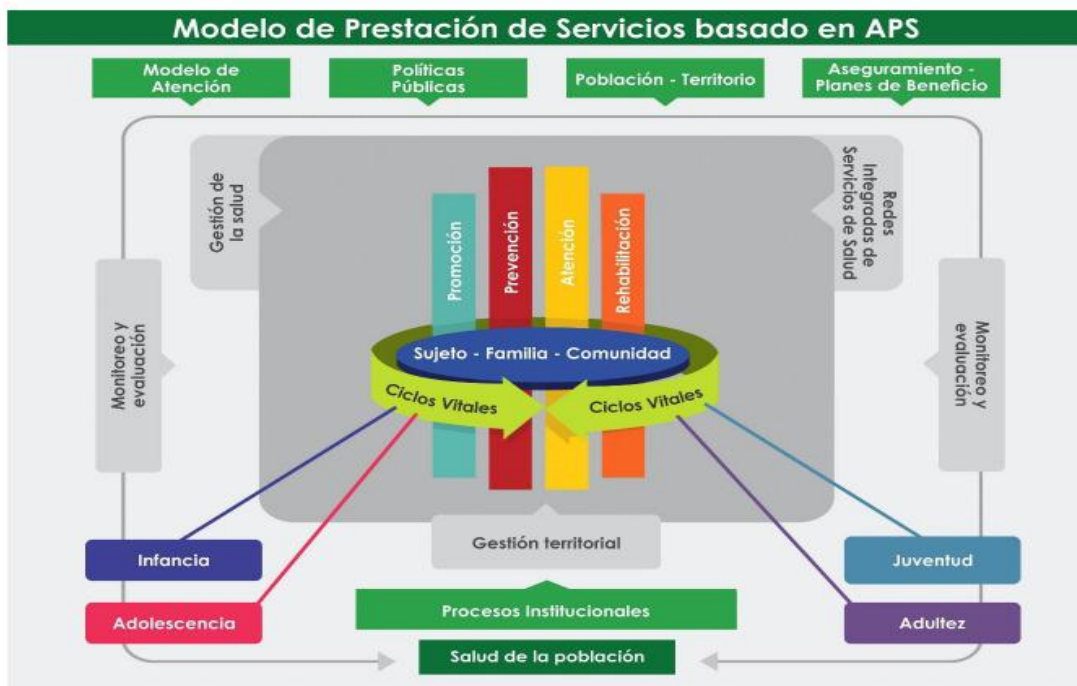 Modelo de Prestación de Servicios basado en APS
Modelo de
Atención
Políticas
Públicas
Población - Territorio
Aseguramiento -
Planes de Beneficio
Gestión de
la salud
Redes
Integradas de
Servicios de Salud
Promoción
Prevención
Atención
Rehabilitación
Monitoreo y
evaluación
Sujeto - Familia - Comunidad
Monitoreo y
evaluación
Ciclos Vitales
Ciclos Vitales
Gestión territorial
Infancia
Juventud
Procesos Institucionales
Adolescencia
Adultez
Salud de la población